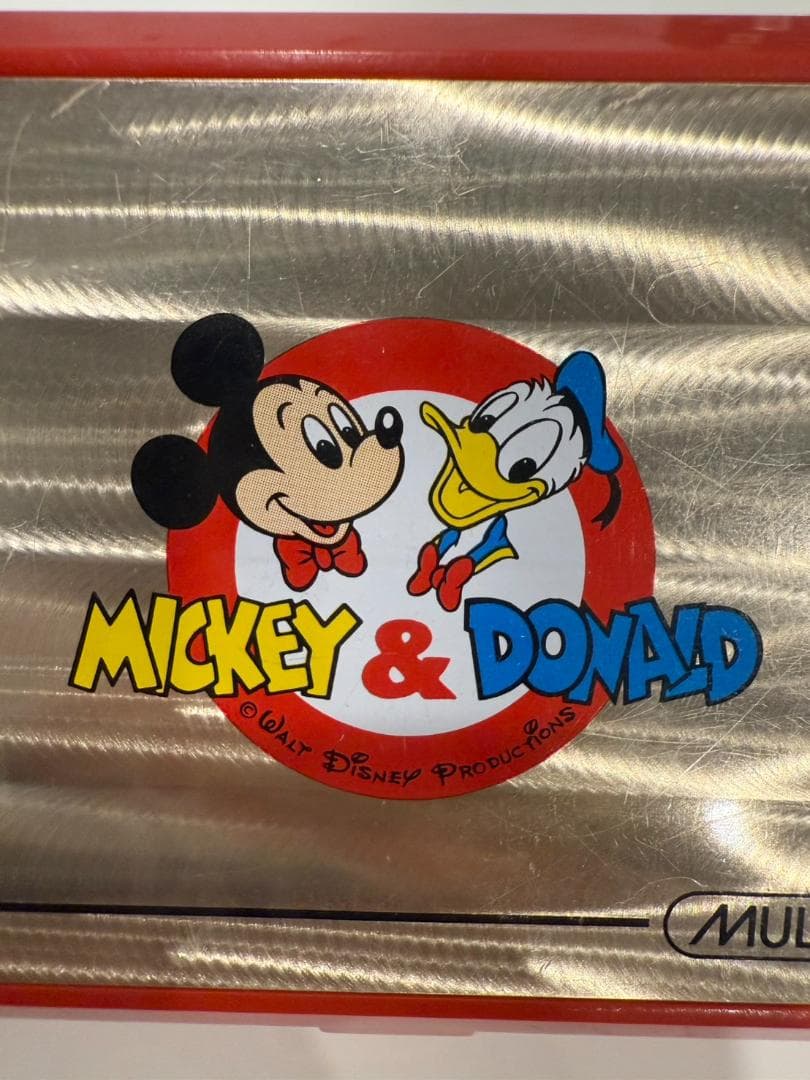 MICKEY & DONALD
© WALT DISNEY PRODUCTIONS
MUL